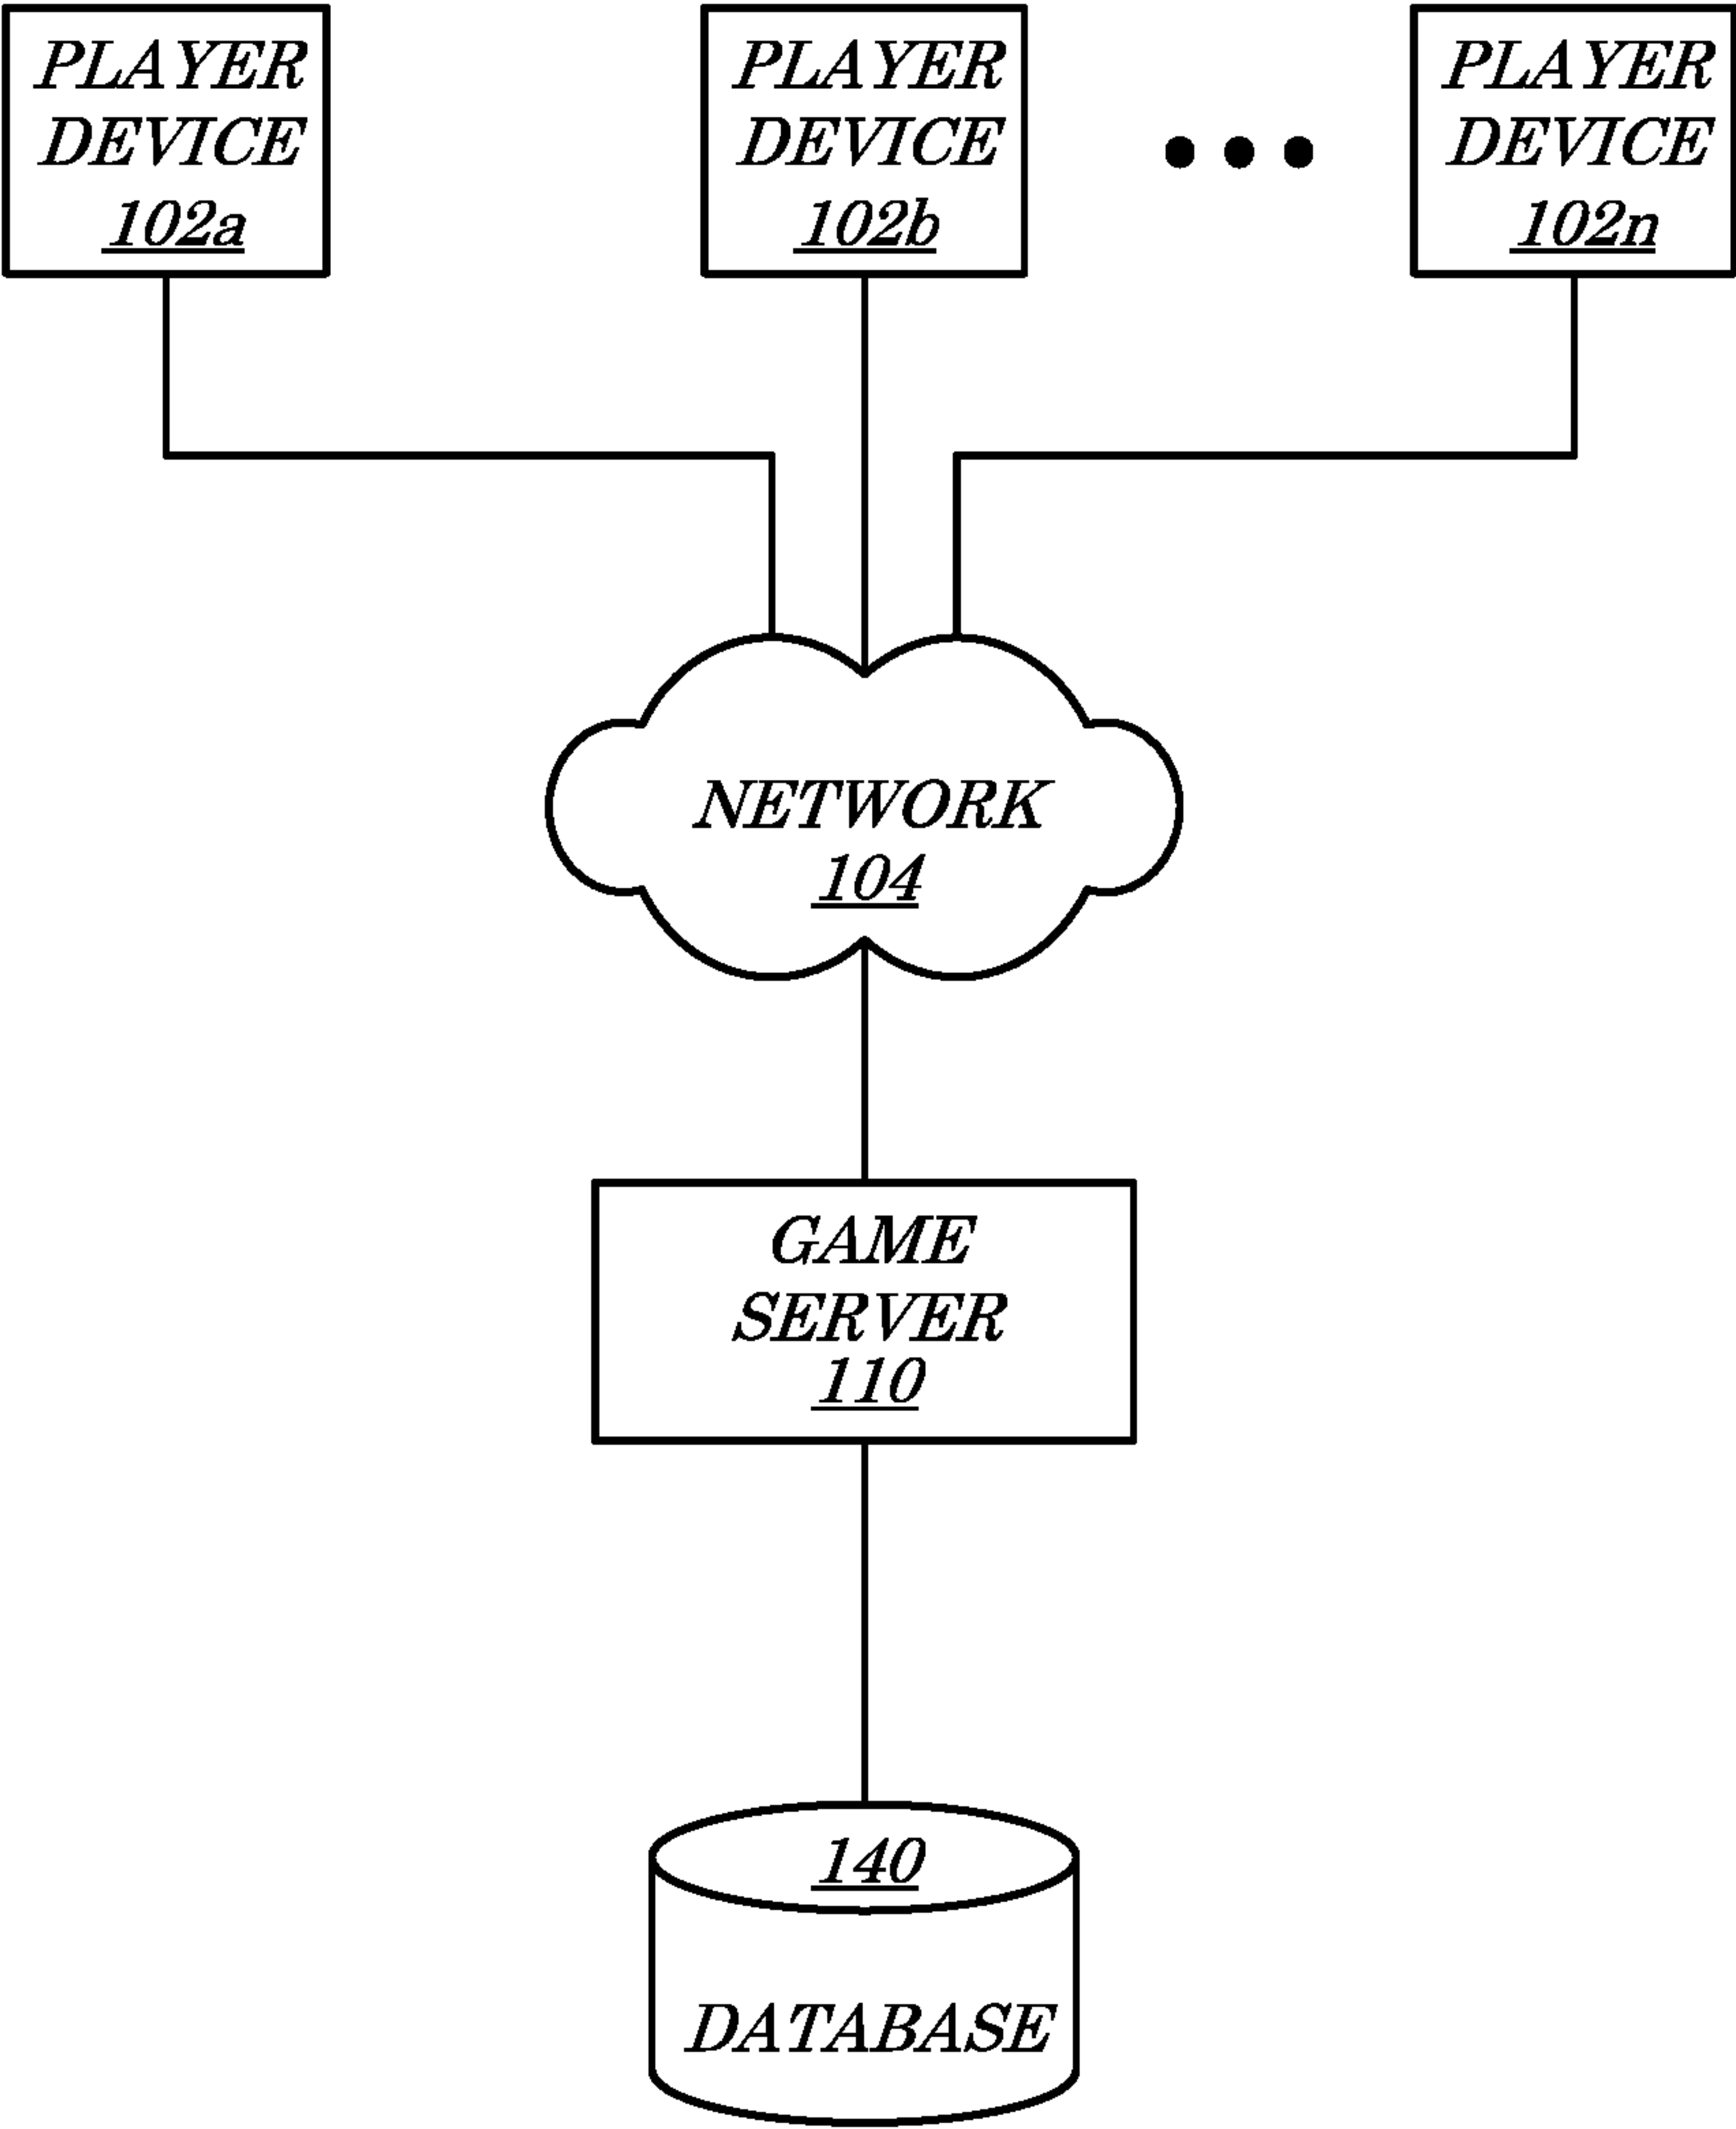 PLAYER
DEVICE
102a
PLAYER
DEVICE
102b
PLAYER
DEVICE
102n
NETWORK
104
GAME
SERVER
110
140
DATABASE